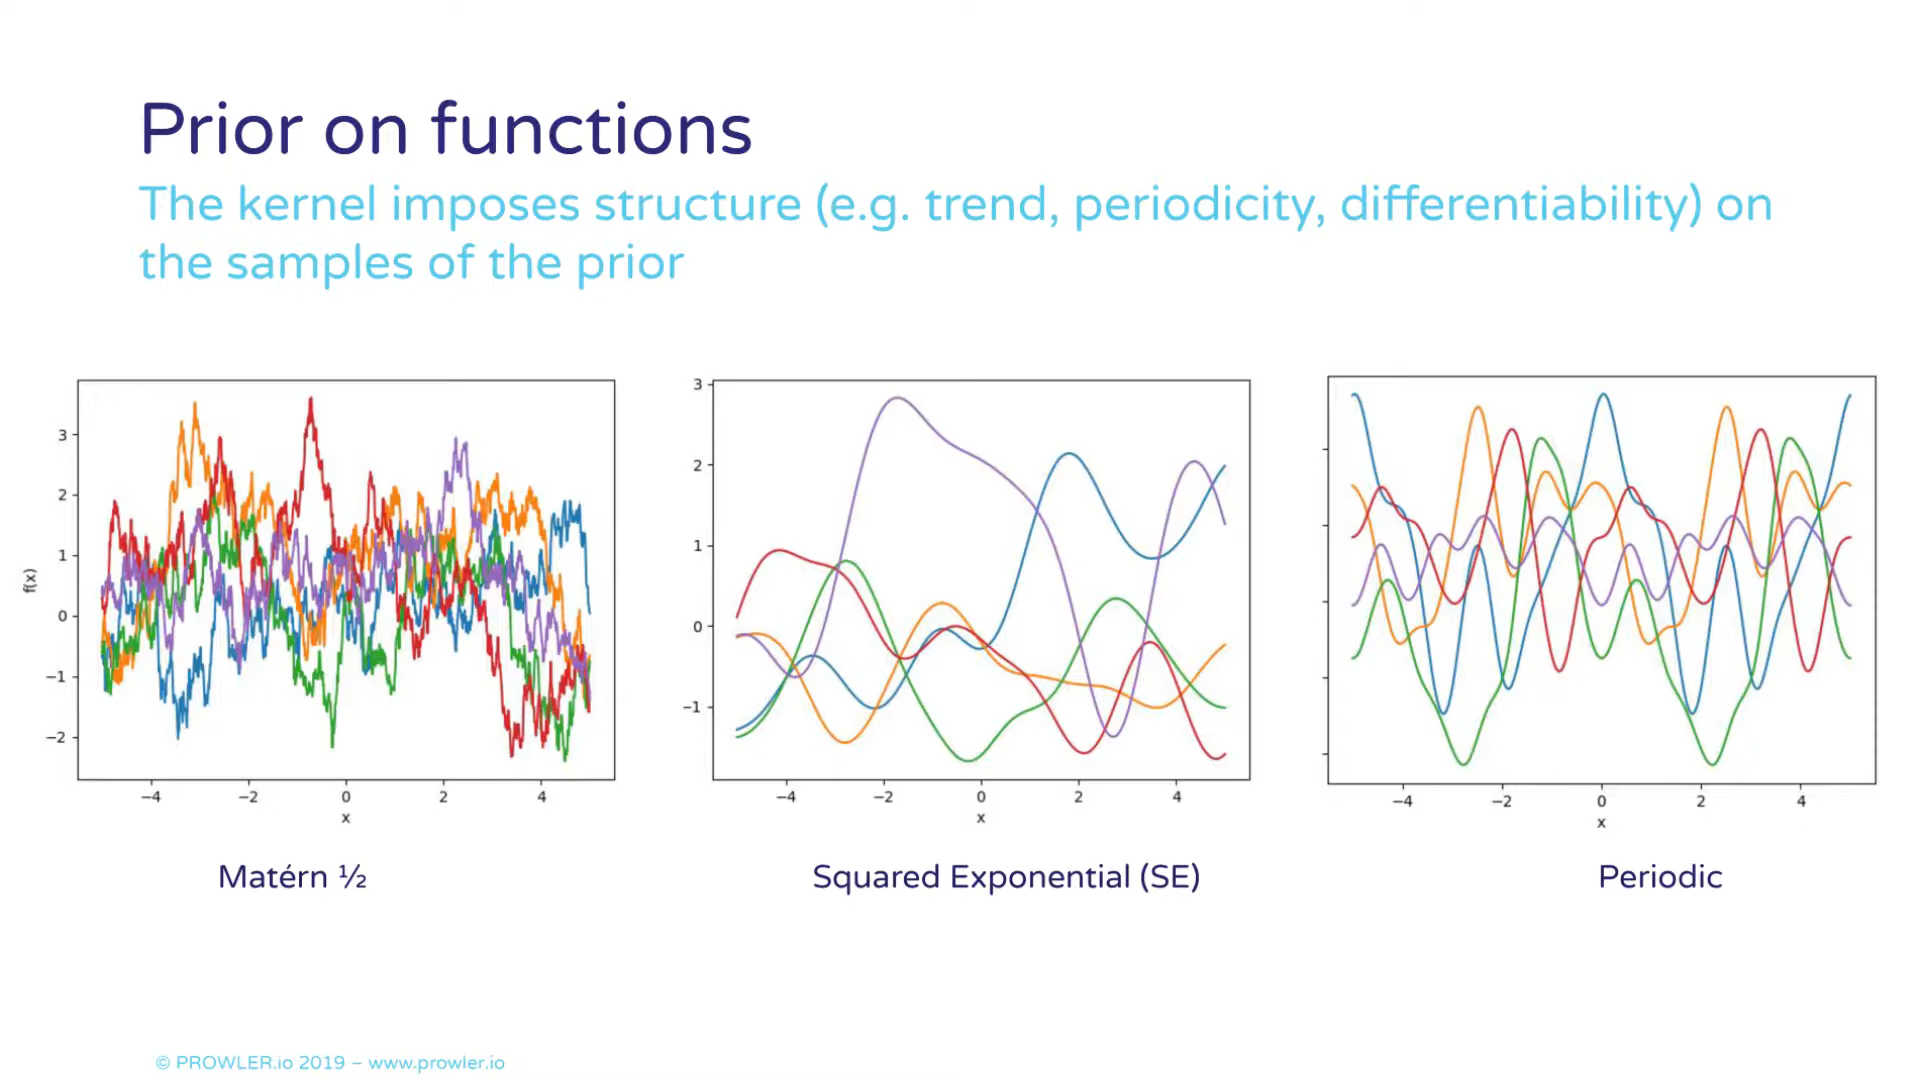 Prior on functions
The kernel imposes structure (e.g. trend, periodicity, differentiability) on
the samples of the prior
f(x)
3
2
1
0
−1
−2
−4 −2 0 2 4
x
3
2
1
0
−1
−4 −2 0 2 4
x
−4 −2 0 2 4
x
Matérn ½
Squared Exponential (SE)
Periodic
© PROWLER.io 2019 – www.prowler.io